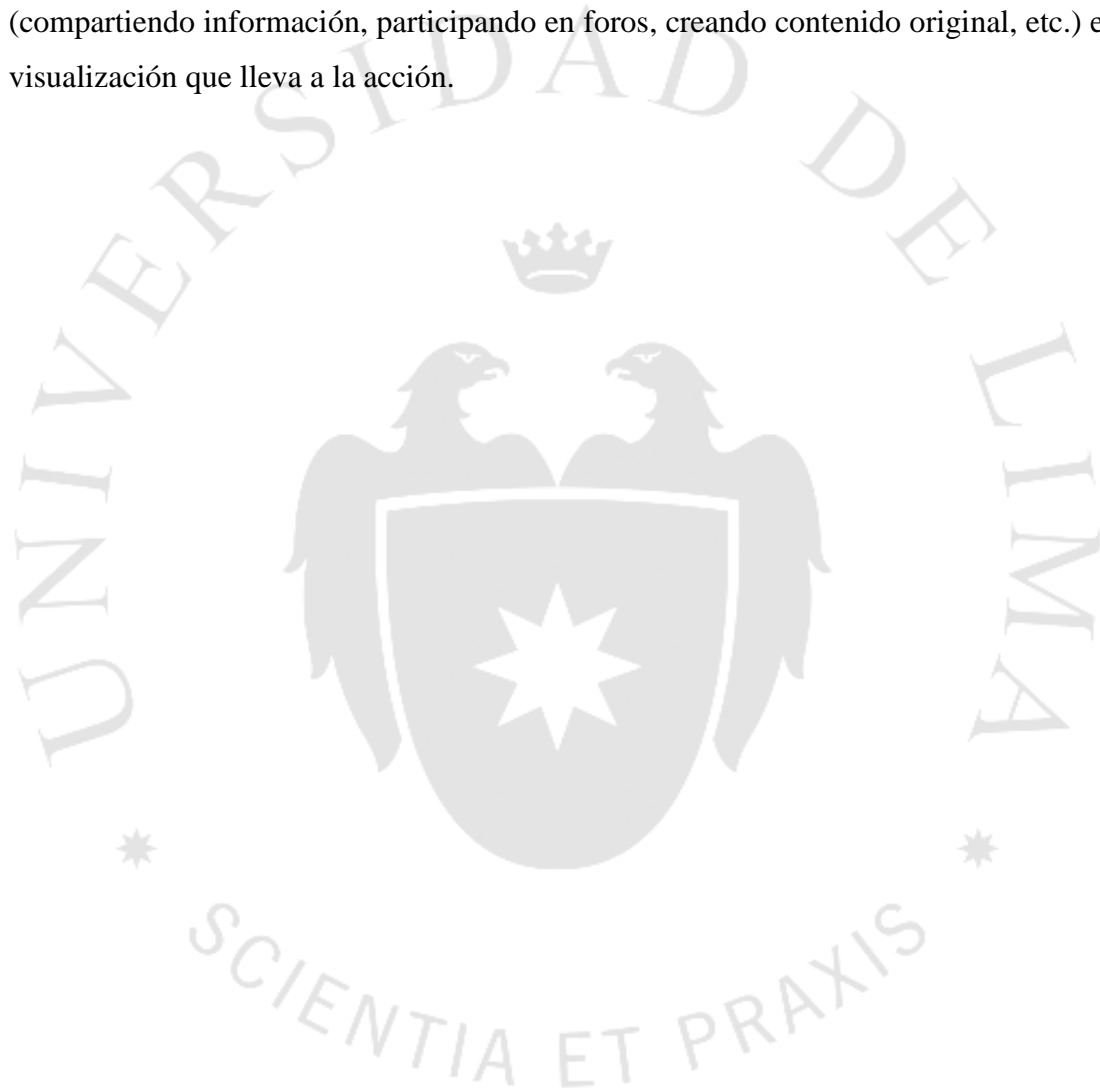 (compartiendo información, participando en foros, creando contenido original, etc.)
visualización que lleva a la acción.
UNIVERSIDAD DE LIMA
SCIENTIA ET PRAXIS